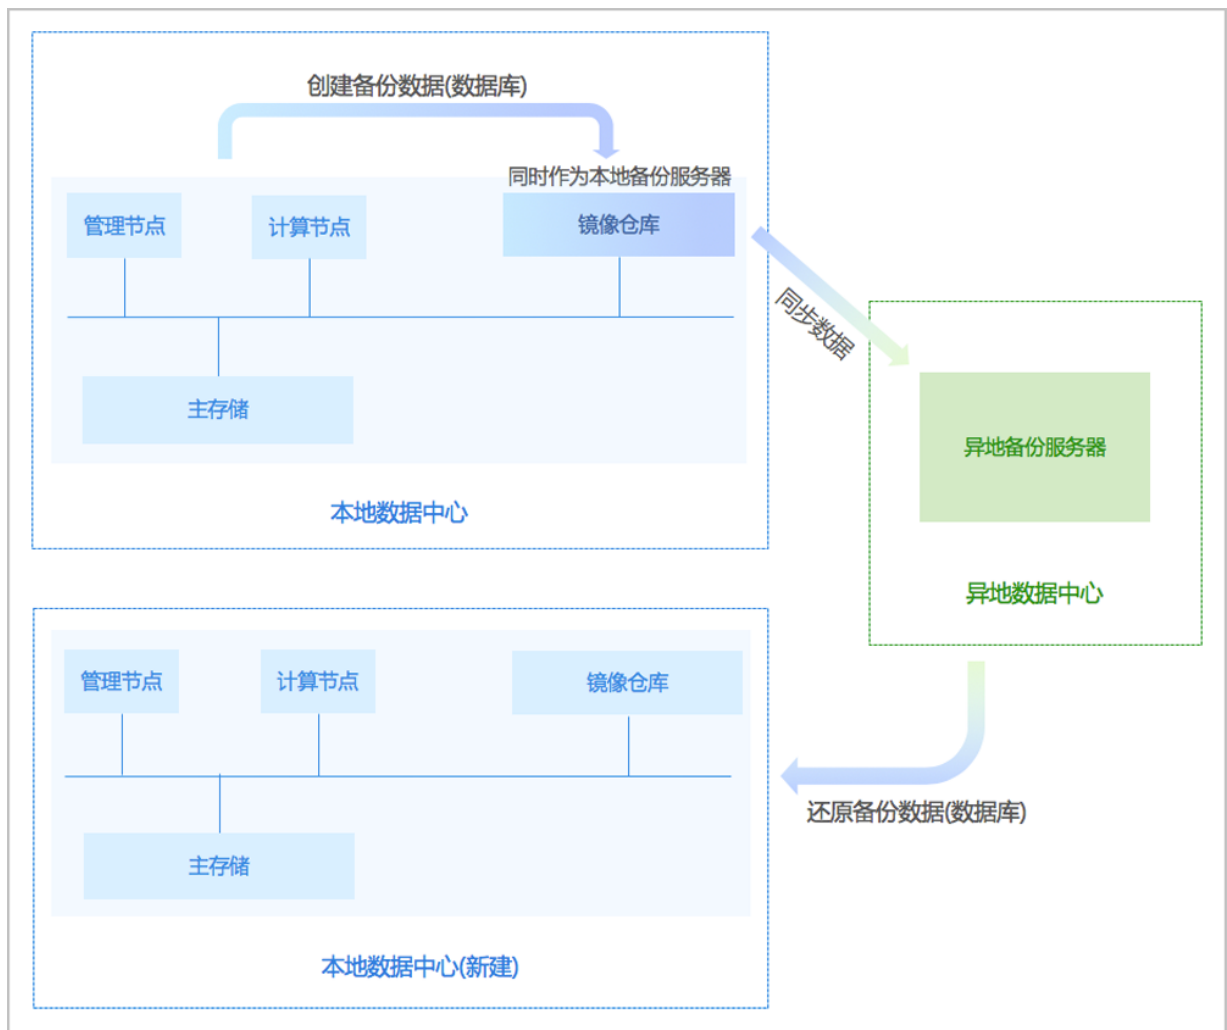 创建备份数据(数据库)
同时作为本地备份服务器
管理节点
计算节点
镜像仓库
同步数据
主存储
异地备份服务器
本地数据中心
异地数据中心
管理节点
计算节点
镜像仓库
还原备份数据(数据库)
主存储
本地数据中心(新建)